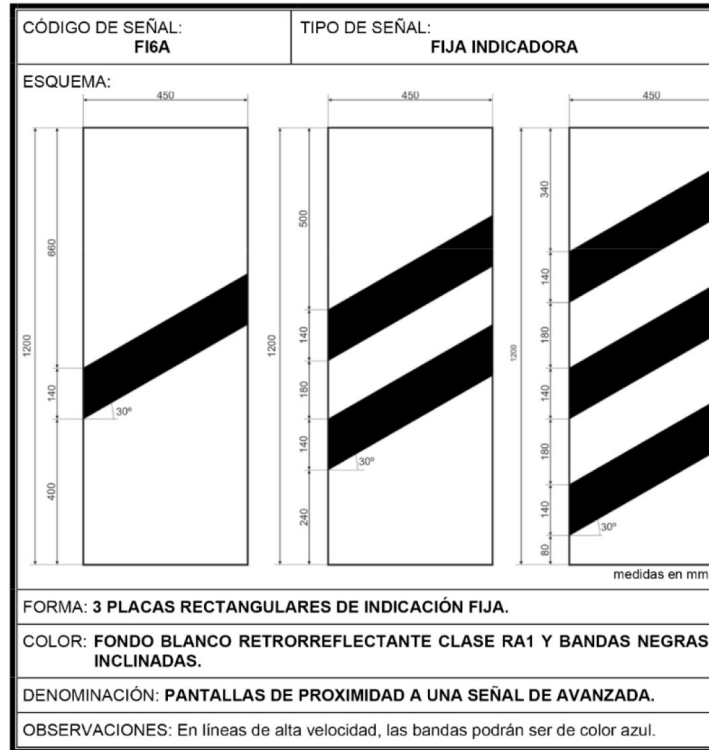 CÓDIGO DE SEÑAL:
FI6A
TIPO DE SEÑAL:
FIJA INDICADORA
ESQUEMA:
450
1200
660
140
400
30º
450
1200
500
140
180
140
240
30º
450
1200
340
140
180
140
180
140
80
30º
medidas en mm
FORMA: 3 PLACAS RECTANGULARES DE INDICACIÓN FIJA.
COLOR: FONDO BLANCO RETRORREFLECTANTE CLASE RA1 Y BANDAS NEGRAS
INCLINADAS.
DENOMINACIÓN: PANTALLAS DE PROXIMIDAD A UNA SEÑAL DE AVANZADA.
OBSERVACIONES: En líneas de alta velocidad, las bandas podrán ser de color azul.